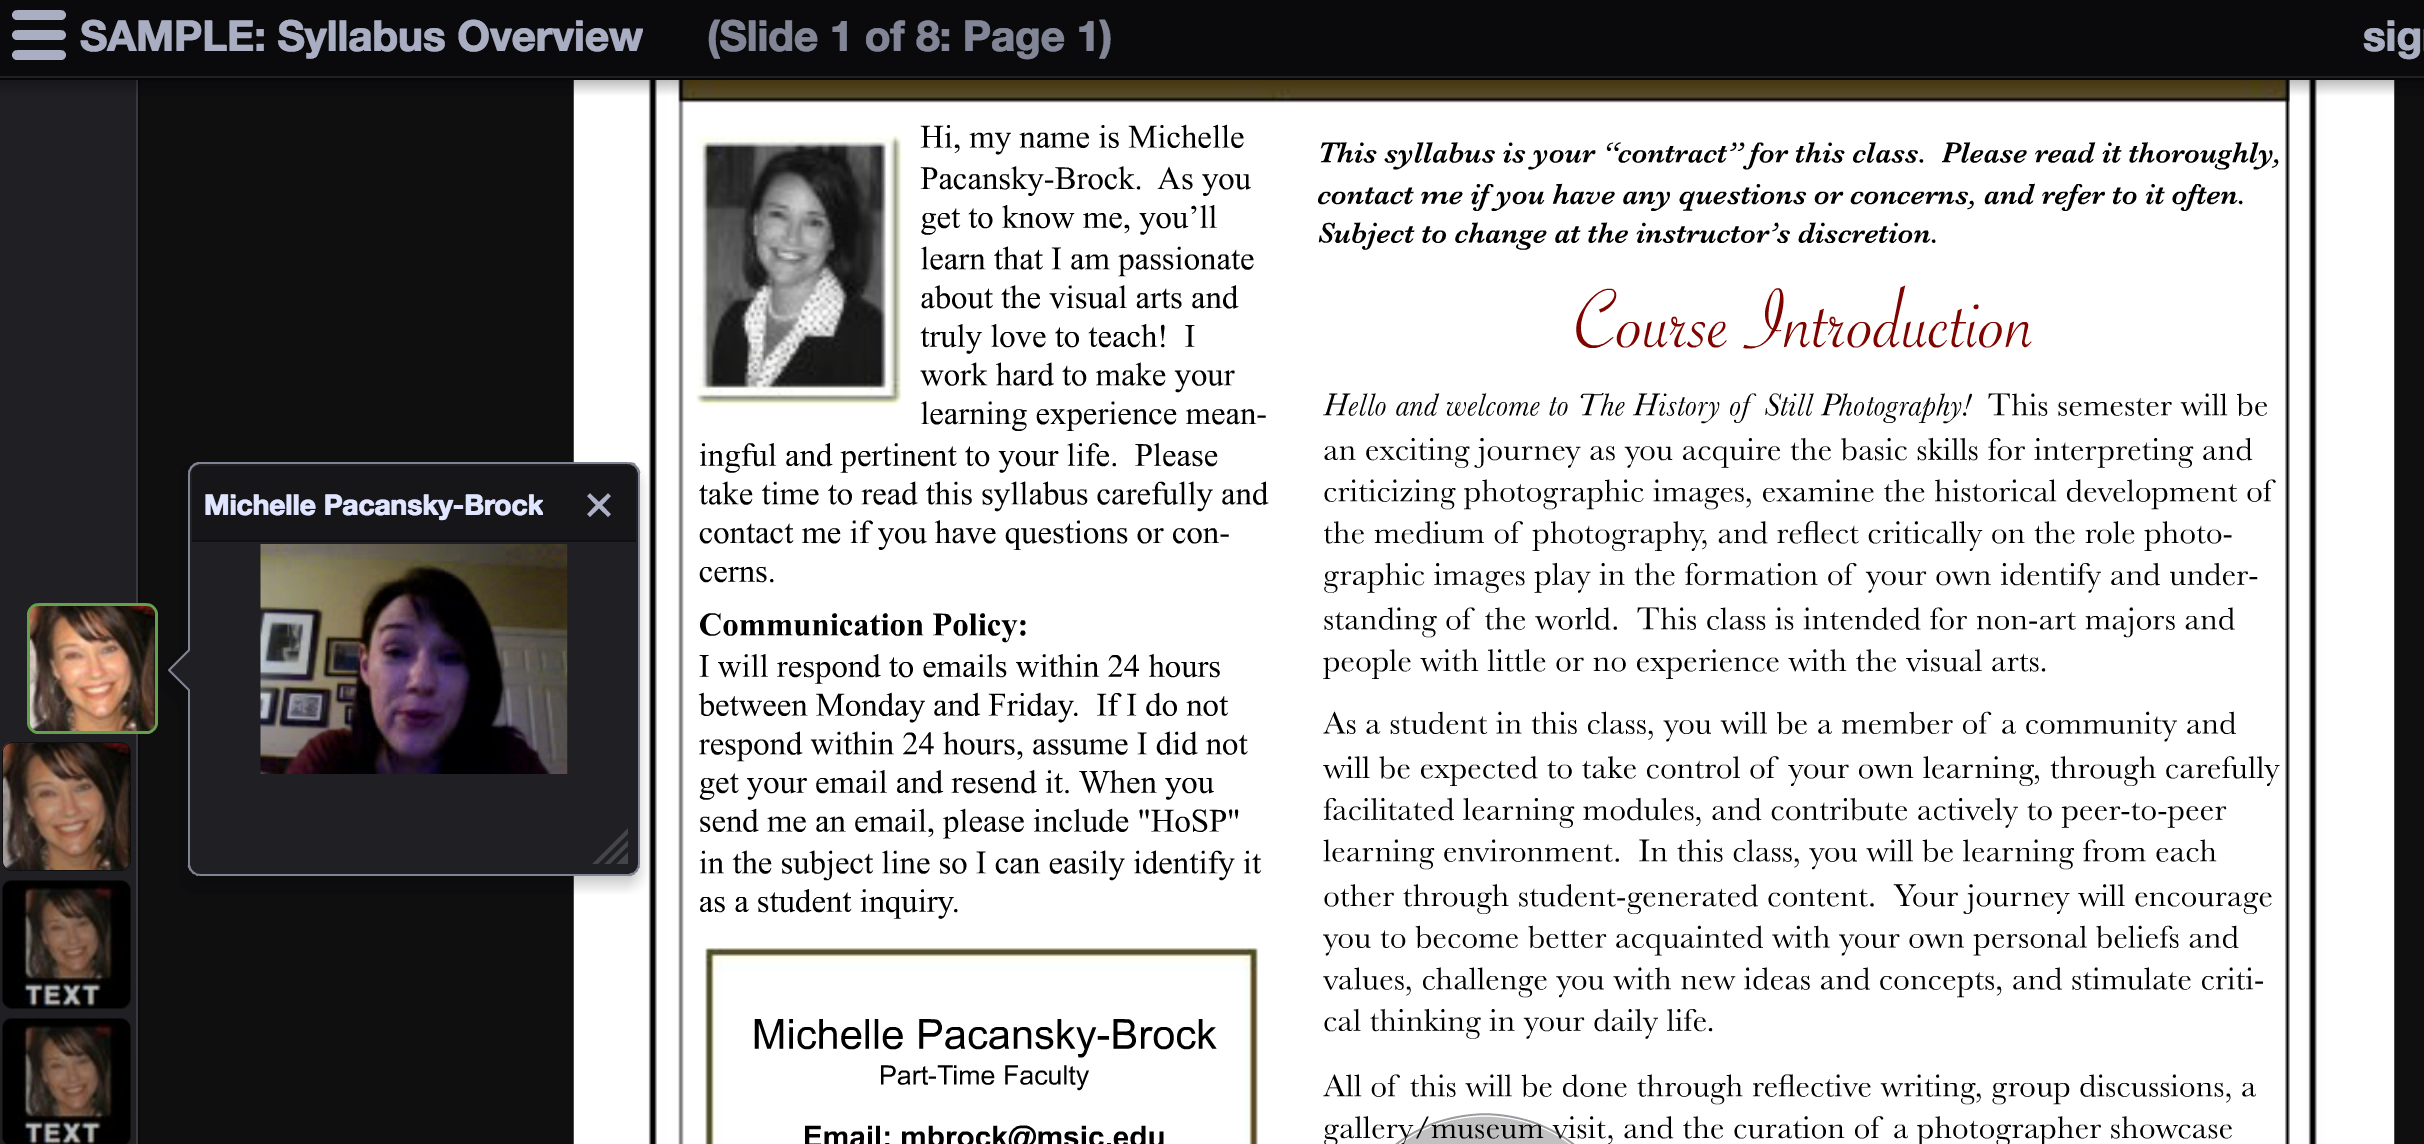 SAMPLE: Syllabus Overview (Slide 1 of 8: Page 1)
sig
Michelle Pacansky-Brock
TEXT
TEXT
Hi, my name is Michelle
Pacansky-Brock. As you
get to know me, you’ll
learn that I am passionate
about the visual arts and
truly love to teach! I
work hard to make your
learning experience mean-
ingful and pertinent to your life. Please
take time to read this syllabus carefully and
contact me if you have questions or con-
cerns.
Communication Policy:
I will respond to emails within 24 hours
between Monday and Friday. If I do not
respond within 24 hours, assume I did not
get your email and resend it. When you
send me an email, please include "HoSP"
in the subject line so I can easily identify it
as a student inquiry.
Michelle Pacansky-Brock
Part-Time Faculty
Email: mbrock@msjc.edu
This syllabus is your “contract” for this class. Please read it thoroughly,
contact me if you have any questions or concerns, and refer to it often.
Subject to change at the instructor’s discretion.
Course Introduction
Hello and welcome to The History of Still Photography! This semester will be
an exciting journey as you acquire the basic skills for interpreting and
criticizing photographic images, examine the historical development of
the medium of photography, and reflect critically on the role photo-
graphic images play in the formation of your own identify and under-
standing of the world. This class is intended for non-art majors and
people with little or no experience with the visual arts.
As a student in this class, you will be a member of a community and
will be expected to take control of your own learning, through carefully
facilitated learning modules, and contribute actively to peer-to-peer
learning environment. In this class, you will be learning from each
other through student-generated content. Your journey will encourage
you to become better acquainted with your own personal beliefs and
values, challenge you with new ideas and concepts, and stimulate criti-
cal thinking in your daily life.
All of this will be done through reflective writing, group discussions, a
gallery/museum visit, and the curation of a photographer showcase